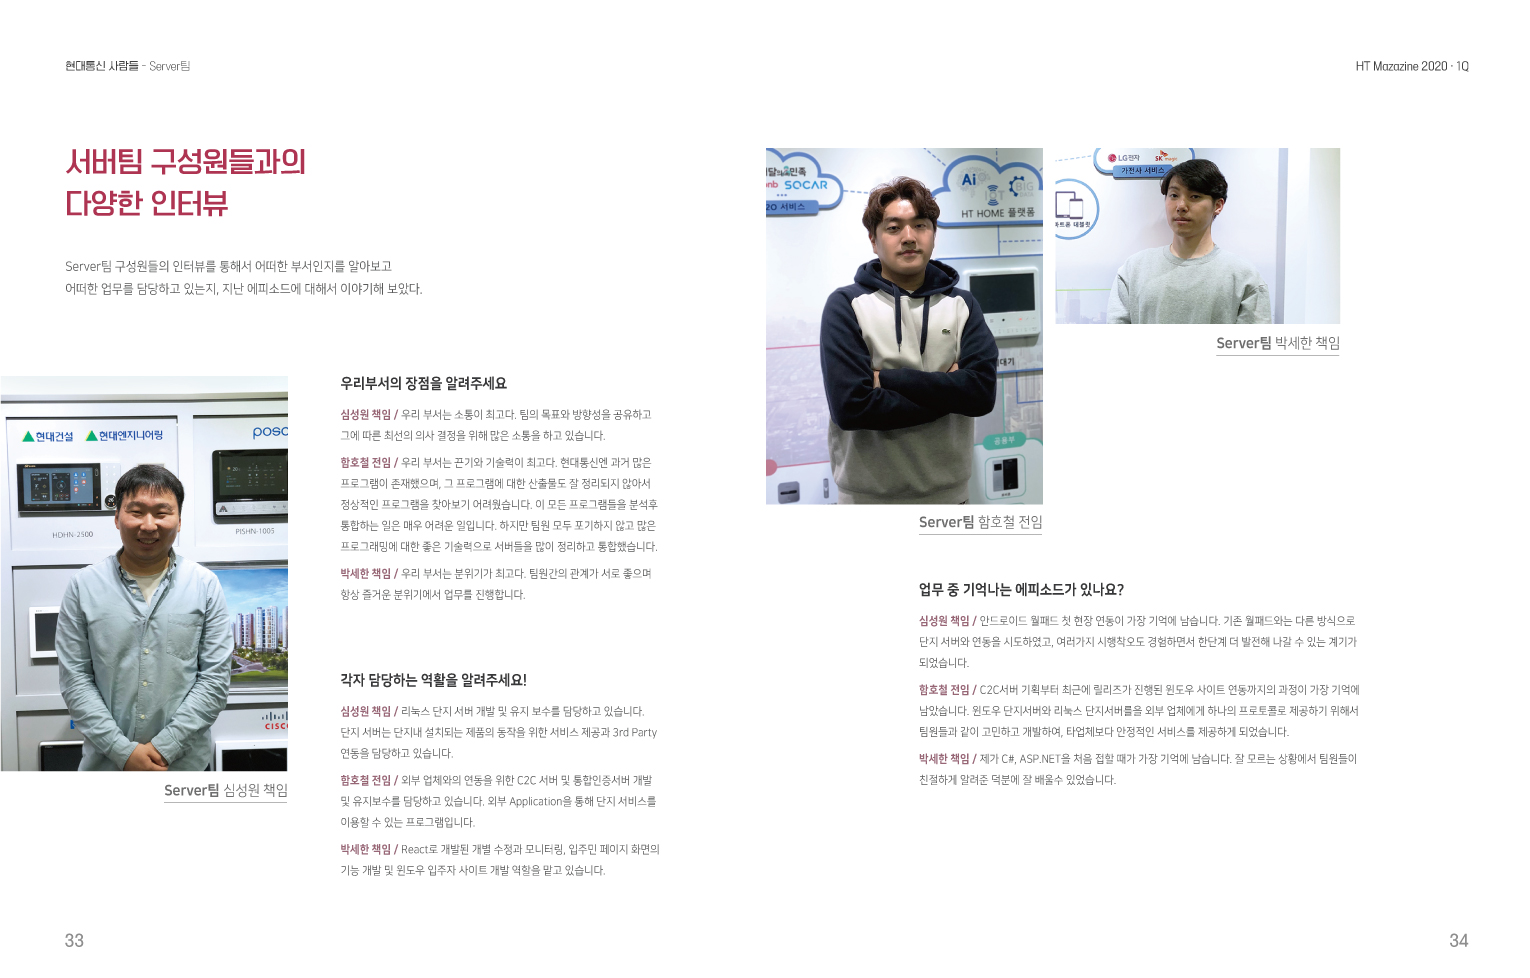 현대통신 사람들 - Server팀
HT Mazazine 2020 · 1Q
서버팀 구성원들과의
다양한 인터뷰
Server팀 구성원들의 인터뷰를 통해서 어떠한 부서인지를 알아보고
어떠한 업무를 담당하고 있는지, 지난 에피소드에 대해서 이야기해 보았다.
현대건설 현대엔지니어링
HDHN-2500
PISHN-1005
CISCO
Server팀 심성원 책임
우리부서의 장점을 알려주세요
심성원 책임 / 우리 부서는 소통이 최고다. 팀의 목표와 방향성을 공유하고
그에 따른 최선의 의사 결정을 위해 많은 소통을 하고 있습니다.
함호철 전임 / 우리 부서는 끈기와 기술력이 최고다. 현대통신엔 과거 많은
프로그램이 존재했으며, 그 프로그램에 대한 산출물도 잘 정리되지 않아서
정상적인 프로그램을 찾아보기 어려웠습니다. 이 모든 프로그램들을 분석후
통합하는 일은 매우 어려운 일입니다. 하지만 팀원 모두 포기하지 않고 많은
프로그래밍에 대한 좋은 기술력으로 서버들을 많이 정리하고 통합했습니다.
박세한 책임 / 우리 부서는 분위기가 최고다. 팀원간의 관계가 서로 좋으며
항상 즐거운 분위기에서 업무를 진행합니다.
각자 담당하는 역활을 알려주세요!
심성원 책임 / 리눅스 단지 서버 개발 및 유지 보수를 담당하고 있습니다.
단지 서버는 단지내 설치되는 제품의 동작을 위한 서비스 제공과 3rd Party
연동을 담당하고 있습니다.
함호철 전임 / 외부 업체와의 연동을 위한 C2C 서버 및 통합인증서버 개발
및 유지보수를 담당하고 있습니다. 외부 Application을 통해 단지 서비스를
이용할 수 있는 프로그램입니다.
박세한 책임 / React로 개발된 개별 수정과 모니터링, 입주민 페이지 화면의
기능 개발 및 윈도우 입주자 사이트 개발 역할을 맡고 있습니다.
33
SOCAR
O2O 서비스
Ai
IOT
BIG
HT HOME 플랫폼
공용부
Server팀 함호철 전임
LG전자 SK magic
가전사 서비스
Server팀 박세한 책임
업무 중 기억나는 에피소드가 있나요?
심성원 책임 / 안드로이드 월패드 첫 현장 연동이 가장 기억에 남습니다. 기존 월패드와는 다른 방식으로
단지 서버와 연동을 시도하였고, 여러가지 시행착오도 경험하면서 한단계 더 발전해 나갈 수 있는 계기가
되었습니다.
함호철 전임 / C2C서버 기획부터 최근에 릴리즈가 진행된 윈도우 사이트 연동까지의 과정이 가장 기억에
남았습니다. 윈도우 단지서버와 리눅스 단지서버를을 외부 업체에게 하나의 프로토콜로 제공하기 위해서
팀원들과 같이 고민하고 개발하여, 타업체보다 안정적인 서비스를 제공하게 되었습니다.
박세한 책임 / 제가 C#, ASP.NET을 처음 접할 때가 가장 기억에 남습니다. 잘 모르는 상황에서 팀원들이
친절하게 알려준 덕분에 잘 배울수 있었습니다.
34